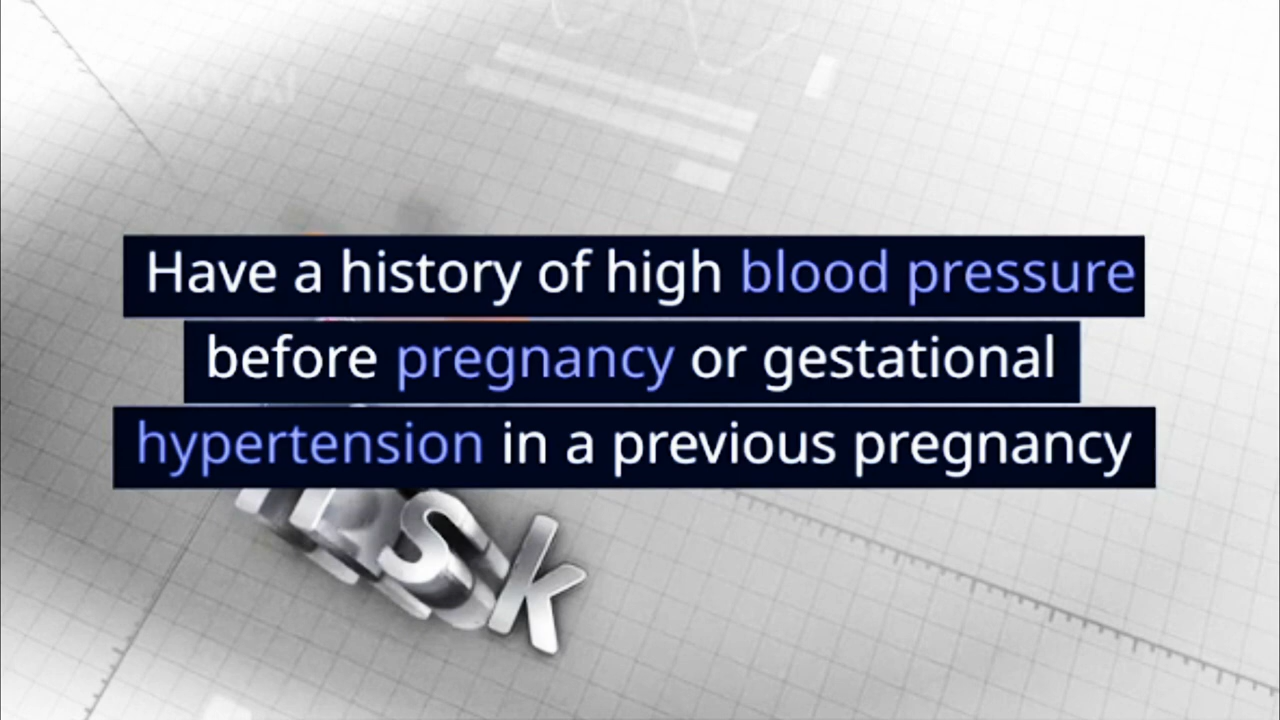 Have a history of high blood pressure
before pregnancy or gestational
hypertension in a previous pregnancy